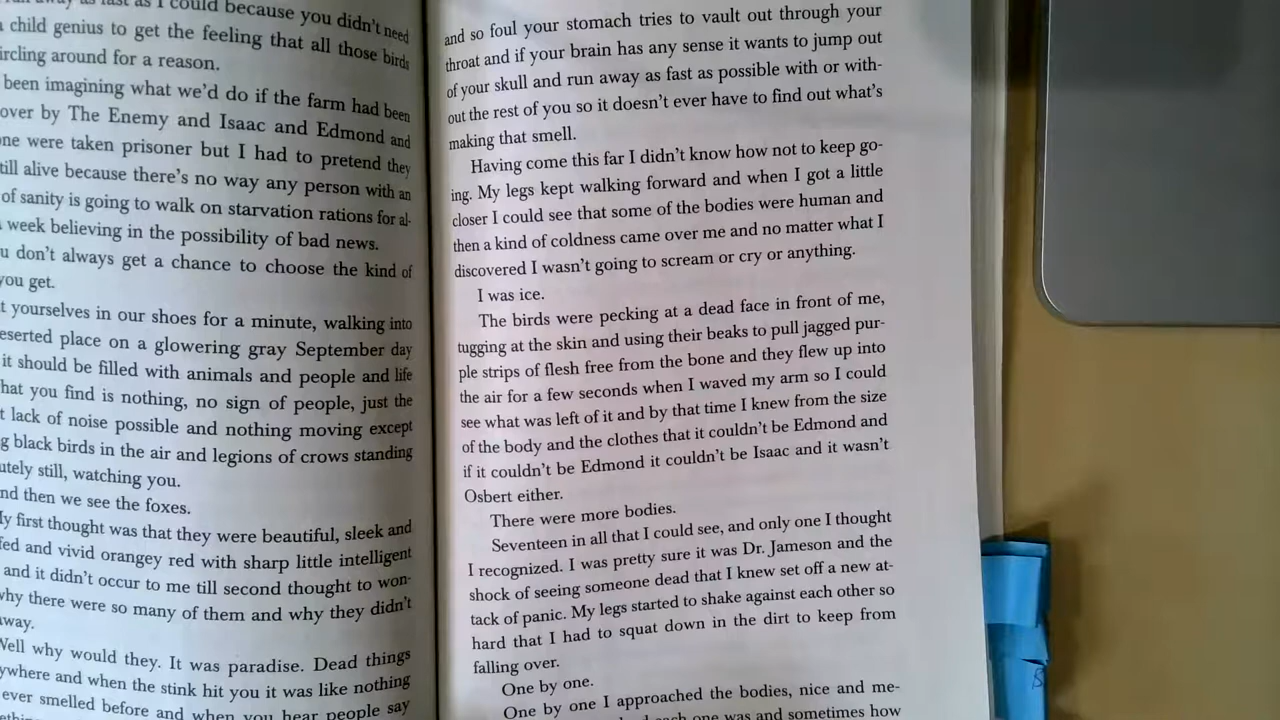 as fast as I could because you didn't need
child genius to get the feeling that all those birds
ircling around for a reason.
been imagining what we'd do if the farm had been
over by The Enemy and Isaac and Edmond and
one were taken prisoner but I had to pretend they
till alive because there's no way any person with an
of sanity is going to walk on starvation rations for al-
week believing in the possibility of bad news.
u don't always get a chance to choose the kind of
you get.
t yourselves in our shoes for a minute, walking into
eserted place on a glowering gray September day
it should be filled with animals and people and life
hat you find is nothing, no sign of people, just the
t lack of noise possible and nothing moving except
g black birds in the air and legions of crows standing
utely still, watching you.
nd then we see the foxes.
My first thought was that they were beautiful, sleek and
fed and vivid orangey red with sharp little intelligent
and it didn't occur to me till second thought to won-
why there were so many of them and why they didn't
way.
Well why would they. It was paradise. Dead things
ywhere and when the stink hit you it was like nothing
ever smelled before and when you hear people say
and so foul your stomach tries to vault out through your
throat and if your brain has any sense it wants to jump out
of your skull and run away as fast as possible with or with-
out the rest of you so it doesn't ever have to find out what's
making that smell.
Having come this far I didn't know how not to keep go-
ing. My legs kept walking forward and when I got a little
closer I could see that some of the bodies were human and
then a kind of coldness came over me and no matter what I
discovered I wasn't going to scream or cry or anything.
I was ice.
The birds were pecking at a dead face in front of me,
tugging at the skin and using their beaks to pull jagged pur-
ple strips of flesh free from the bone and they flew up into
the air for a few seconds when I waved my arm so I could
see what was left of it and by that time I knew from the size
of the body and the clothes that it couldn't be Edmond and
if it couldn't be Edmond it couldn't be Isaac and it wasn't
Osbert either.
There were more bodies.
Seventeen in all that I could see, and only one I thought
I recognized. I was pretty sure it was Dr. Jameson and the
shock of seeing someone dead that I knew set off a new at-
tack of panic. My legs started to shake against each other so
hard that I had to squat down in the dirt to keep from
falling over.
One by one.
One by one I approached the bodies, nice and me-
each one was and sometimes how